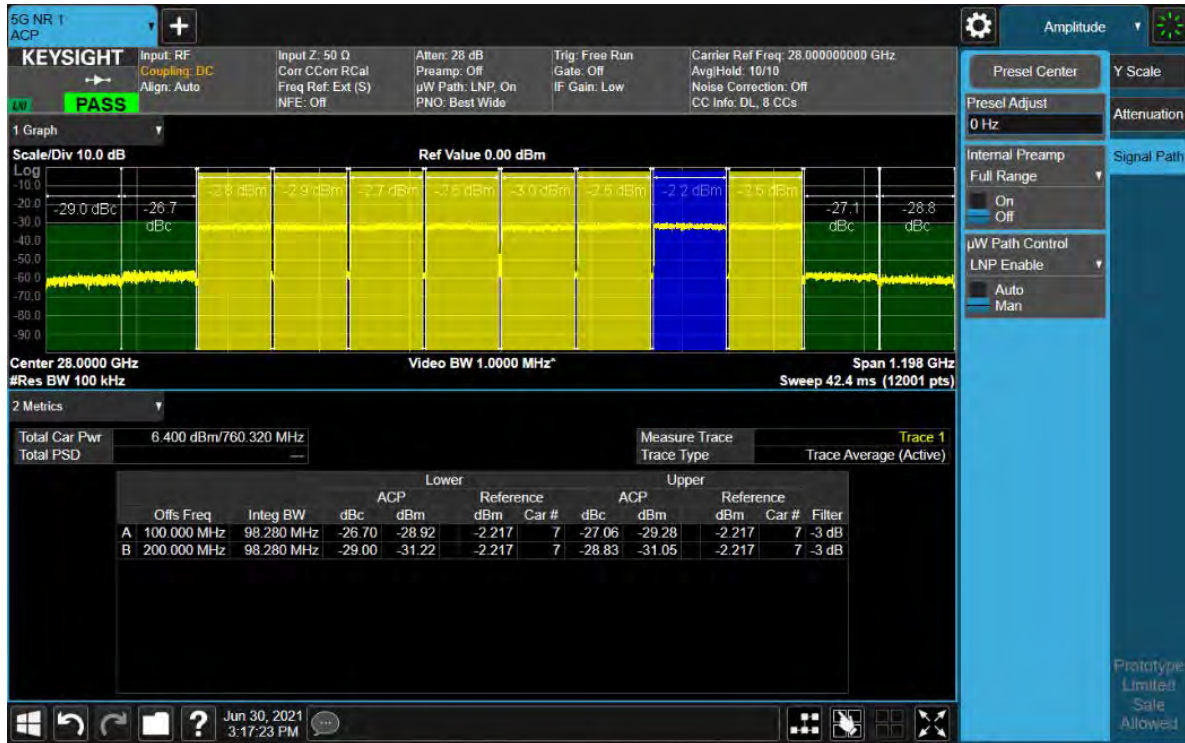 5G NR 1
ACP
Amplitude
KEYSIGHT
Input: RF
Coupling: DC
Align: Auto
Input Z: 50 Ω
Corr CCorr RCal
Freq Ref: Ext (S)
NFE: Off
Atten: 28 dB
Preamp: Off
µW Path: LNP, On
PNO: Best Wide
Trig: Free Run
Gate: Off
IF Gain: Low
Carrier Ref Freq: 28.000000000 GHz
Avg|Hold: 10/10
Noise Correction: Off
CC Info: DL, 8 CCs
PASS
1 Graph
Scale/Div 10.0 dB
Ref Value 0.00 dBm
Log
-10.0
-20.0
-30.0
-40.0
-50.0
-60.0
-70.0
-80.0
-90.0
-29.0 dBc
-26.7
dBc
-2.8 dBm
-2.9 dBm
-2.7 dBm
-2.6 dBm
-3.0 dBm
-2.5 dBm
-2.2 dBm
-2.5 dBm
-27.1
dBc
-28.8
dBc
Center 28.0000 GHz
Video BW 1.0000 MHz^
Span 1.198 GHz
#Res BW 100 kHz
Sweep 42.4 ms (12001 pts)
2 Metrics
Total Car Pwr 6.400 dBm/760.320 MHz
Total PSD ---
Measure Trace Trace 1
Trace Type Trace Average (Active)
Lower Upper
ACP Reference ACP Reference
Offs Freq Integ BW dBc dBm dBm Car # dBc dBm dBm Car # Filter
A 100.000 MHz 98.280 MHz -26.70 -28.92 -2.217 7 -27.06 -29.28 -2.217 7 -3 dB
B 200.000 MHz 98.280 MHz -29.00 -31.22 -2.217 7 -28.83 -31.05 -2.217 7 -3 dB
Presel Center
Presel Adjust
0 Hz
Internal Preamp
Full Range
On
Off
µW Path Control
LNP Enable
Auto
Man
Y Scale
Attenuation
Signal Path
Prototype
Limited
Sale
Allowed
?
Jun 30, 2021
3:17:23 PM